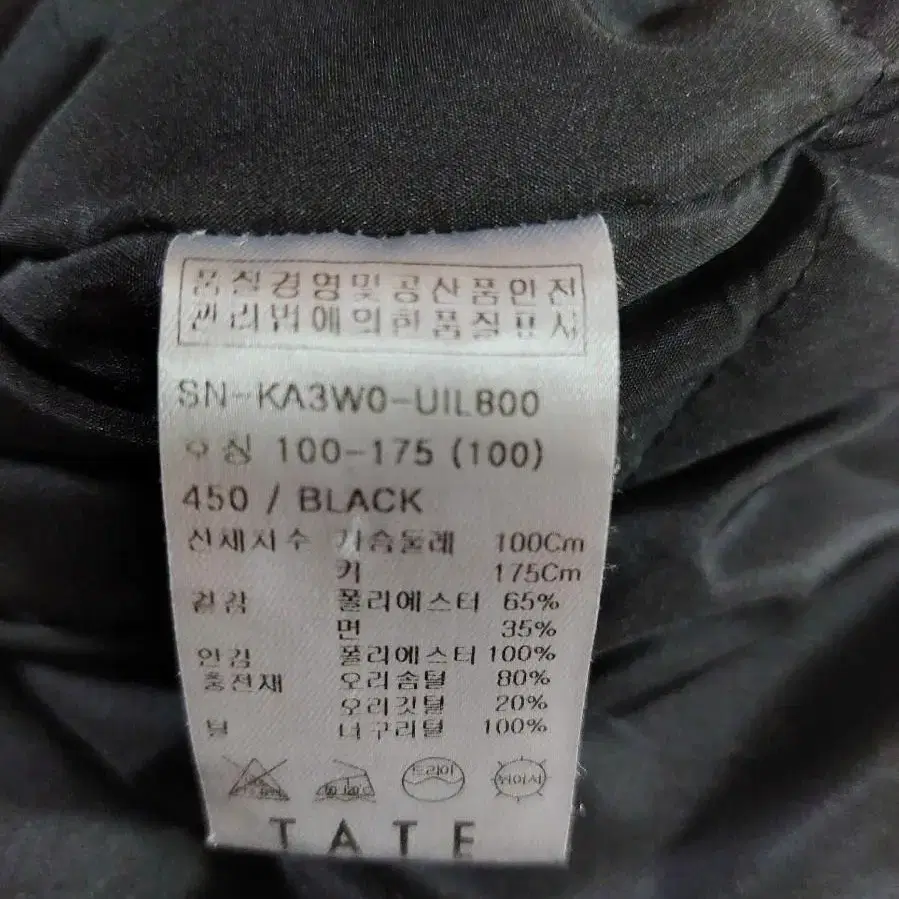 품질경영및공산품안전
관리법에의한품질표시
SN-KA3W0-UIL800
호칭 100-175 (100)
450 / BLACK
신체치수 가슴둘레 100Cm
키 175Cm
겉감 폴리에스터 65%
면 35%
안감 폴리에스터 100%
충전재 오리솜털 80%
오리깃털 20%
털 너구리털 100%
드라이
뉘어서
TATE